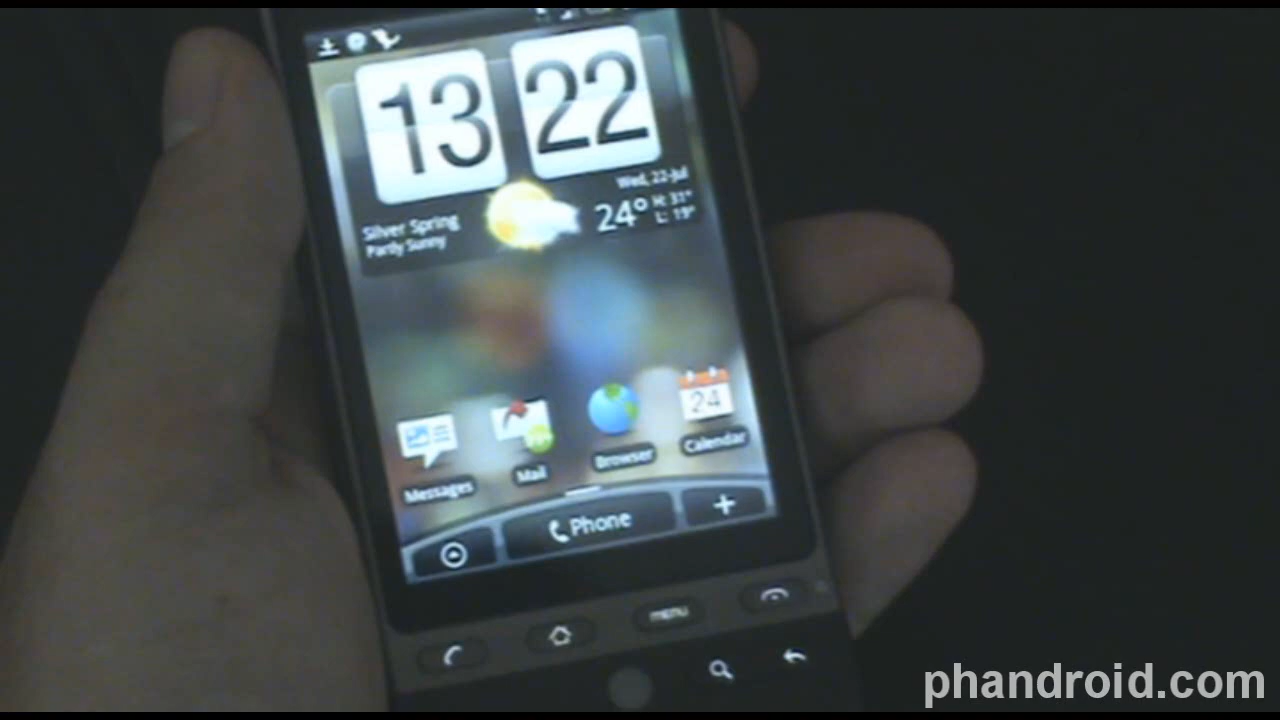 13 22
Wed, 22-Jul
Silver Spring
Partly Sunny
24°
H: 31°
L: 19°
24
Messages
Mail
Browser
Calendar
Phone
menu
phandroid.com